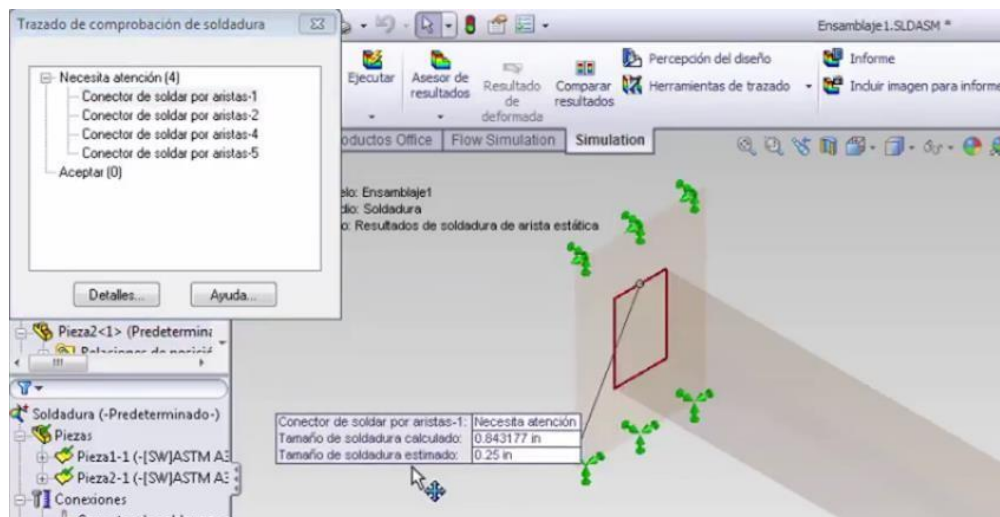 Trazado de comprobación de soldadura
Necesita atención (4)
Conector de soldar por aristas-1
Conector de soldar por aristas-2
Conector de soldar por aristas-4
Conector de soldar por aristas-5
Aceptar (0)
Detalles...
Ayuda...
Ensamblaje1.SLDASM *
Ejecutar
Asesor de resultados
Resultado de deformada
Comparar resultados
Percepción del diseño
Herramientas de trazado
Informe
Incluir imagen para informe
oductos Office
Flow Simulation
Simulation
elo: Ensamblaje1
dio: Soldadura
o: Resultados de soldadura de arista estática
Pieza2<1> (Predetermina
Relaciones de posició
Soldadura (-Predeterminado-)
Piezas
Pieza1-1 (-[SW]ASTM A3
Pieza2-1 (-[SW]ASTM A3
Conexiones
Conector de soldar por aristas-1: Necesita atención
Tamaño de soldadura calculado: 0.843177 in
Tamaño de soldadura estimado: 0.25 in